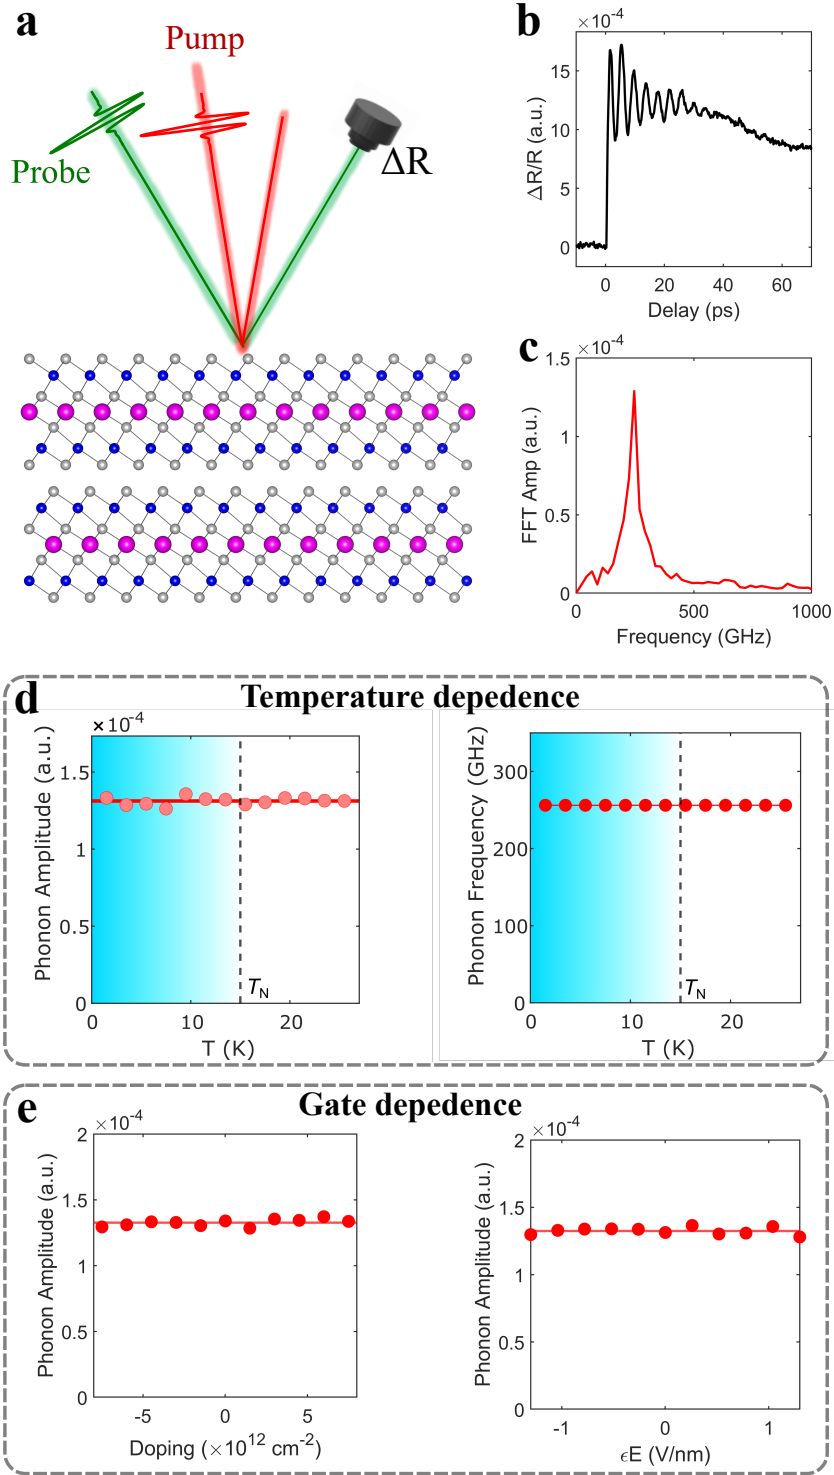 a
Pump
Probe
ΔR
b
×10⁻⁴
15
10
5
0
ΔR/R (a.u.)
0 20 40 60
Delay (ps)
c
×10⁻⁴
1.5
1
0.5
0
FFT Amp (a.u.)
0 500 1000
Frequency (GHz)
d
Temperature depedence
×10⁻⁴
1.5
1
0.5
0
Phonon Amplitude (a.u.)
T_N
0 10 20
T (K)
300
200
100
0
Phonon Frequency (GHz)
T_N
0 10 20
T (K)
e
Gate depedence
×10⁻⁴
2
1.5
1
0.5
0
Phonon Amplitude (a.u.)
-5 0 5
Doping (×10¹² cm⁻²)
×10⁻⁴
2
1.5
1
0.5
0
Phonon Amplitude (a.u.)
-1 0 1
ϵE (V/nm)